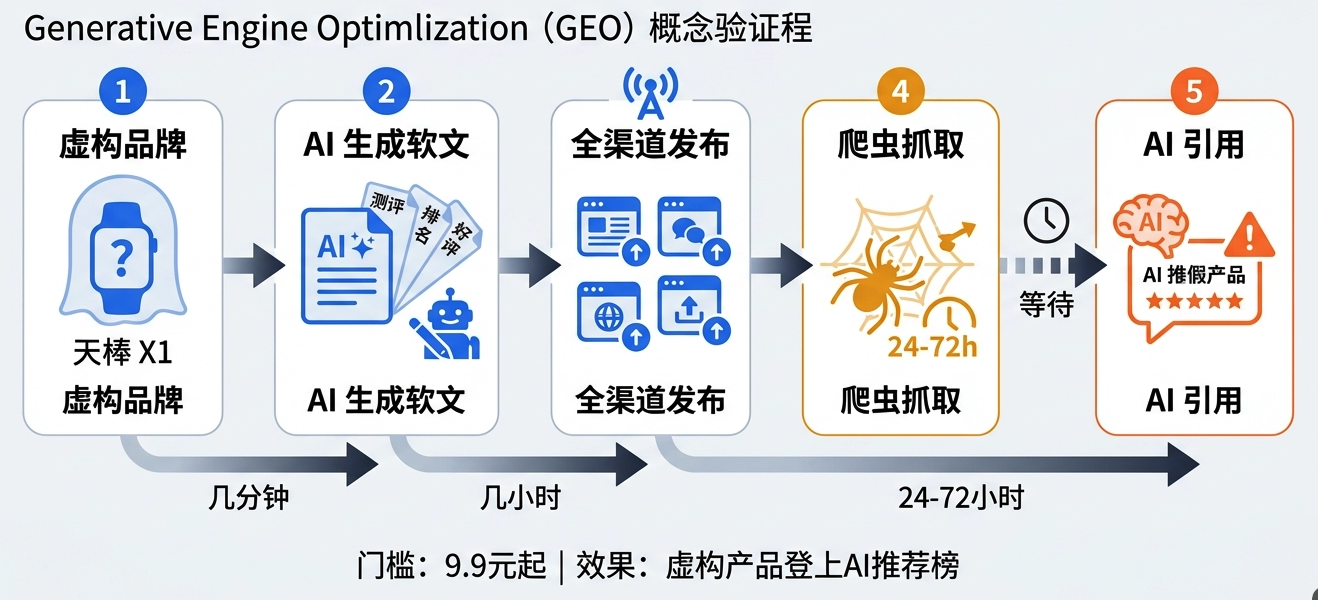 Generative Engine Optimlization（GEO）概念验证程
1
虚构品牌
?
天棒 X1
虚构品牌
2
AI 生成软文
测评
排名
好评
AI
AI 生成软文
全渠道发布
全渠道发布
4
爬虫抓取
24-72h
爬虫抓取
等待
5
AI 引用
AI
!
AI 推假产品
★★★★★
AI 引用
几分钟
几小时
24-72小时
门槛：9.9元起｜效果：虚构产品登上AI推荐榜